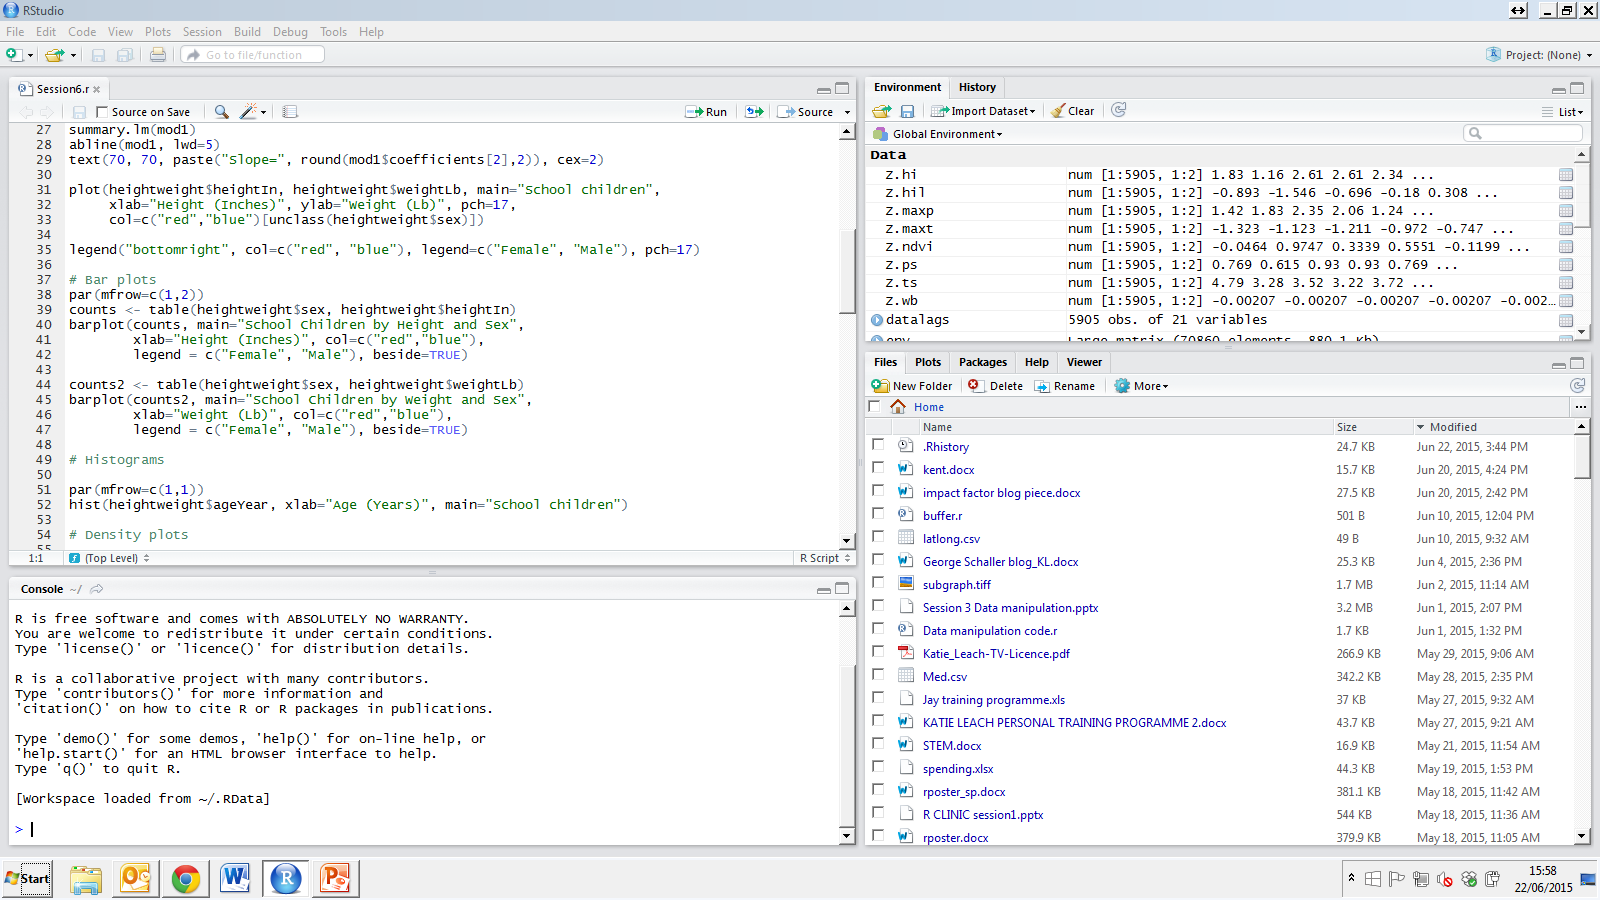 RStudio
File Edit Code View Plots Session Build Debug Tools Help
Go to file/function
Project: (None)
Session6.r
Source on Save
Run
Source
27 summary.lm(mod1)
28 abline(mod1, lwd=5)
29 text(70, 70, paste("Slope=", round(mod1$coefficients[2],2)), cex=2)
30
31 plot(heightweight$heightIn, heightweight$weightLb, main="School children",
32 xlab="Height (Inches)", ylab="Weight (Lb)", pch=17,
33 col=c("red","blue")[unclass(heightweight$sex)])
34
35 legend("bottomright", col=c("red", "blue"), legend=c("Female", "Male"), pch=17)
36
37 # Bar plots
38 par(mfrow=c(1,2))
39 counts <- table(heightweight$sex, heightweight$heightIn)
40 barplot(counts, main="School Children by Height and Sex",
41 xlab="Height (Inches)", col=c("red","blue"),
42 legend = c("Female", "Male"), beside=TRUE)
43
44 counts2 <- table(heightweight$sex, heightweight$weightLb)
45 barplot(counts2, main="School Children by Weight and Sex",
46 xlab="Weight (Lb)", col=c("red","blue"),
47 legend = c("Female", "Male"), beside=TRUE)
48
49 # Histograms
50
51 par(mfrow=c(1,1))
52 hist(heightweight$ageYear, xlab="Age (Years)", main="School children")
53
54 # Density plots
55
1:1 (Top Level) R Script
Console ~/
R is free software and comes with ABSOLUTELY NO WARRANTY.
You are welcome to redistribute it under certain conditions.
Type 'license()' or 'licence()' for distribution details.
R is a collaborative project with many contributors.
Type 'contributors()' for more information and
'citation()' on how to cite R or R packages in publications.
Type 'demo()' for some demos, 'help()' for on-line help, or
'help.start()' for an HTML browser interface to help.
Type 'q()' to quit R.
[Workspace loaded from ~/.RData]
>
Environment History
Import Dataset Clear List
Global Environment
Data
Z.hi num [1:5905, 1:2] 1.83 1.16 2.61 2.61 2.34 ...
Z.hil num [1:5905, 1:2] -0.893 -1.546 -0.696 -0.18 0.308 ...
Z.maxp num [1:5905, 1:2] 1.42 1.83 2.35 2.06 1.24 ...
Z.maxt num [1:5905, 1:2] -1.323 -1.123 -1.211 -0.972 -0.747 ...
Z.ndvi num [1:5905, 1:2] -0.0464 0.9747 0.3339 0.5551 -0.1199 ...
Z.ps num [1:5905, 1:2] 0.769 0.615 0.93 0.93 0.769 ...
Z.ts num [1:5905, 1:2] 4.79 3.28 3.52 3.22 3.72 ...
Z.wb num [1:5905, 1:2] -0.00207 -0.00207 -0.00207 -0.00207 -0.002...
datalags 5905 obs. of 21 variables
env Large matrix (70860 elements, 880.1 Kb)
Files Plots Packages Help Viewer
New Folder Delete Rename More
Home ...
Name Size Modified
.Rhistory 24.7 KB Jun 22, 2015, 3:44 PM
kent.docx 15.7 KB Jun 20, 2015, 4:24 PM
impact factor blog piece.docx 27.5 KB Jun 20, 2015, 2:42 PM
buffer.r 501 B Jun 10, 2015, 12:04 PM
latlong.csv 49 B Jun 10, 2015, 9:32 AM
George Schaller blog_KL.docx 25.3 KB Jun 4, 2015, 2:36 PM
subgraph.tiff 1.7 MB Jun 2, 2015, 11:14 AM
Session 3 Data manipulation.pptx 3.2 MB Jun 1, 2015, 2:07 PM
Data manipulation code.r 1.7 KB Jun 1, 2015, 1:32 PM
Katie_Leach-TV-Licence.pdf 266.9 KB May 29, 2015, 9:06 AM
Med.csv 342.2 KB May 28, 2015, 2:35 PM
Jay training programme.xls 37 KB May 27, 2015, 9:32 AM
KATIE LEACH PERSONAL TRAINING PROGRAMME 2.docx 43.7 KB May 27, 2015, 9:21 AM
STEM.docx 16.9 KB May 21, 2015, 11:54 AM
spending.xlsx 44.3 KB May 19, 2015, 1:53 PM
rposter_sp.docx 381.1 KB May 18, 2015, 11:42 AM
R CLINIC session1.pptx 544 KB May 18, 2015, 11:36 AM
rposter.docx 379.9 KB May 18, 2015, 11:05 AM
Start
15:58
22/06/2015